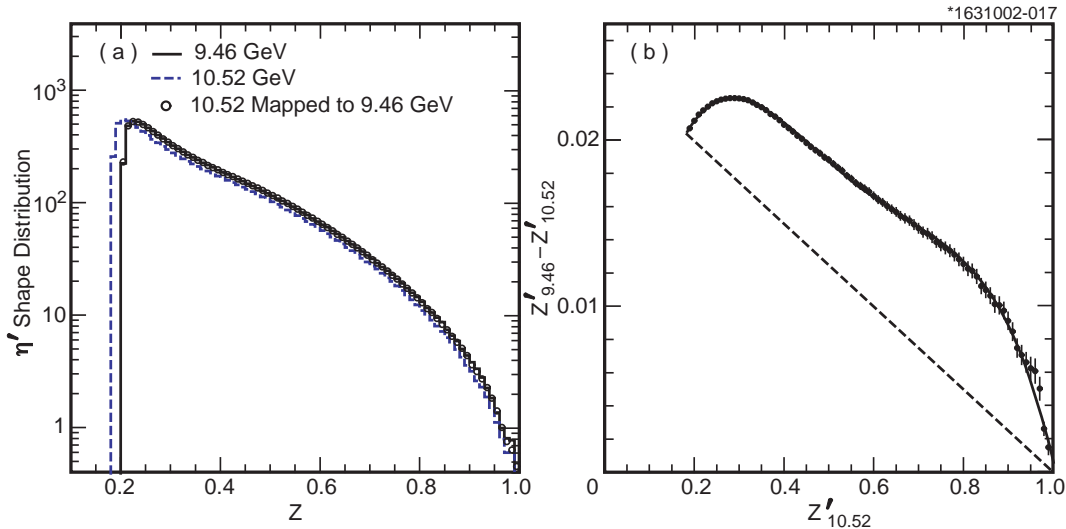 *1631002-017
( a )
9.46 GeV
10.52 GeV
10.52 Mapped to 9.46 GeV
10³
10²
10
1
η′ Shape Distribution
0.2 0.4 0.6 0.8 1.0
Z
( b )
0.02
0.01
Z′9.46 – Z′10.52
0 0.2 0.4 0.6 0.8 1.0
Z′10.52